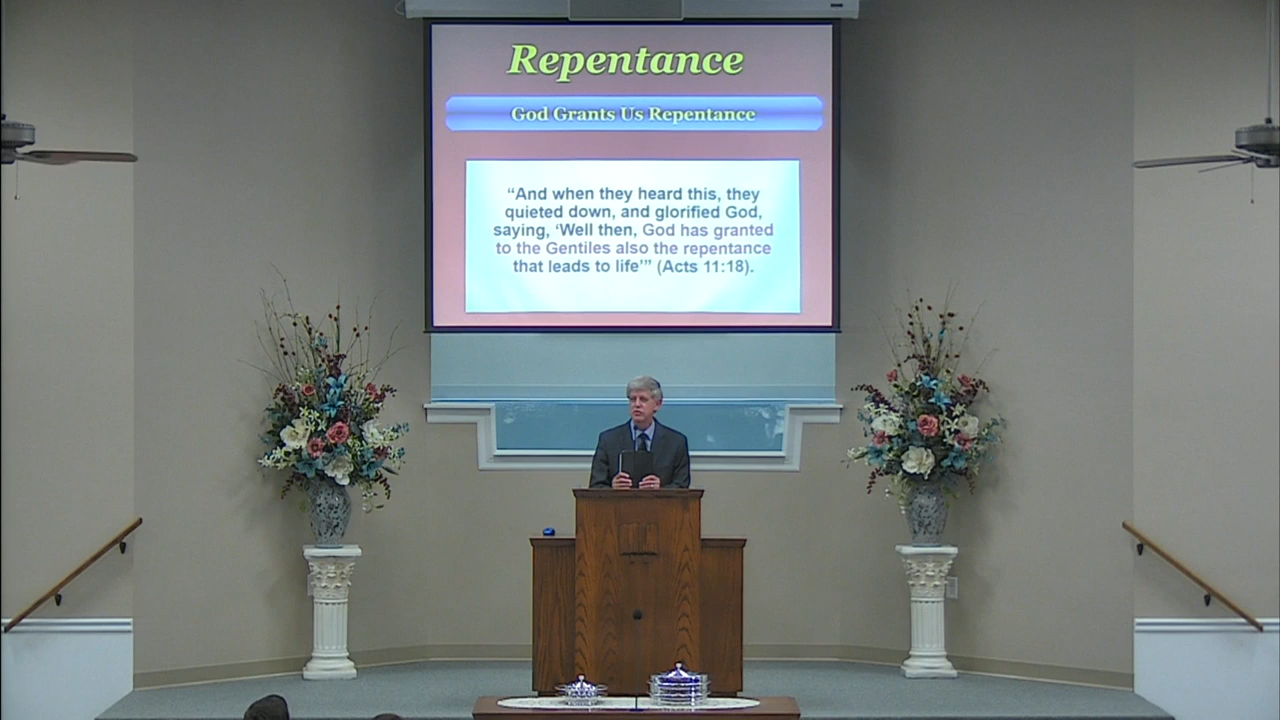 Repentance
God Grants Us Repentance
“And when they heard this, they
quieted down, and glorified God,
saying, ‘Well then, God has granted
to the Gentiles also the repentance
that leads to life’” (Acts 11:18).